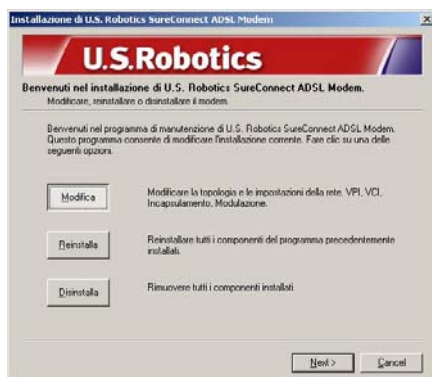 Installazione di U.S. Robotics SureConnect ADSL Modem
U.S.Robotics
Benvenuti nel installazione di U.S. Robotics SureConnect ADSL Modem.
Modificare, reinstallare o disinstallare il modem.
Benvenuti nel programma di manutenzione di U.S. Robotics SureConnect ADSL Modem.
Questo programma consente di modificare l'installazione corrente. Fare clic su una delle
seguenti opzioni.
Modifica
Modificare la topologia e le impostazioni della rete, VPI, VCI,
Incapsulamento, Modulazione.
Reinstalla
Reinstallare tutti i componenti del programma precedentemente
installati.
Disinstalla
Rimuovere tutti i componenti installati.
Next >
Cancel